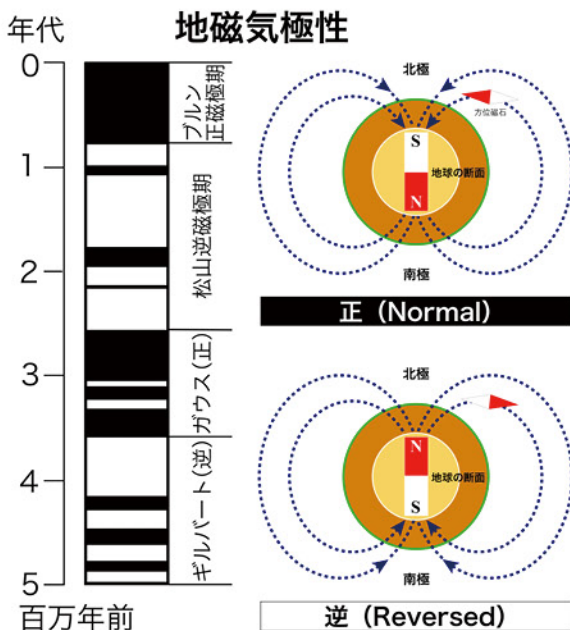 地磁気極性
年代
0
1
2
3
4
5
百万年前
ブルン
正磁極期
松山逆磁極期
ガウス(正)
ギルバート(逆)
北極
方位磁石
S
地球の断面
N
南極
正（Normal）
北極
N
地球の断面
S
南極
逆（Reversed）